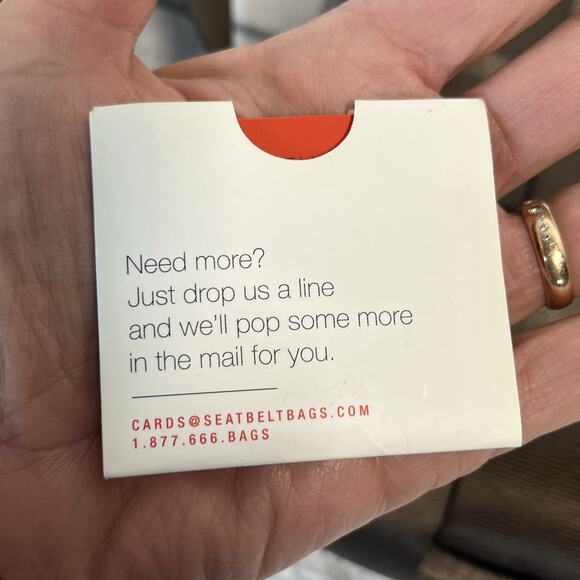 Need more?
Just drop us a line
and we'll pop some more
in the mail for you.
CARDS@SEATBELTBAGS.COM
1.877.666.BAGS